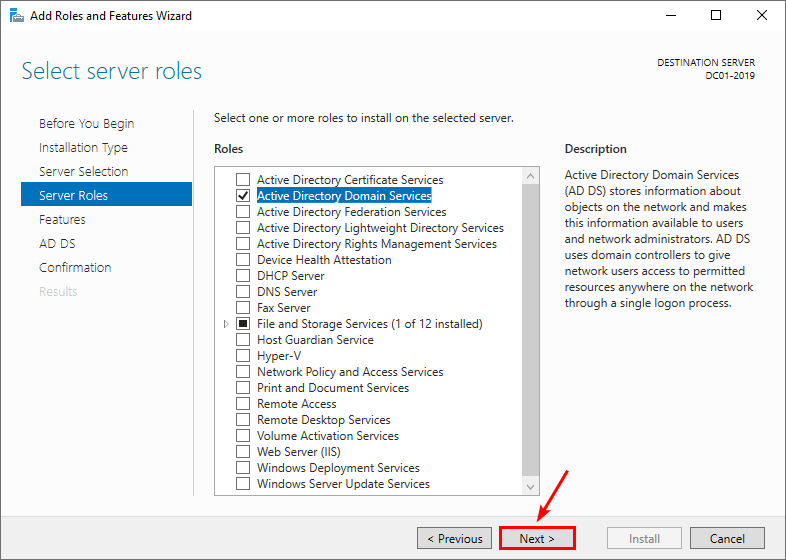 Add Roles and Features Wizard
Select server roles
DESTINATION SERVER
DC01-2019
Before You Begin
Installation Type
Server Selection
Server Roles
Features
AD DS
Confirmation
Results
Select one or more roles to install on the selected server.
Roles
Active Directory Certificate Services
Active Directory Domain Services
Active Directory Federation Services
Active Directory Lightweight Directory Services
Active Directory Rights Management Services
Device Health Attestation
DHCP Server
DNS Server
Fax Server
File and Storage Services (1 of 12 installed)
Host Guardian Service
Hyper-V
Network Policy and Access Services
Print and Document Services
Remote Access
Remote Desktop Services
Volume Activation Services
Web Server (IIS)
Windows Deployment Services
Windows Server Update Services
Description
Active Directory Domain Services
(AD DS) stores information about
objects on the network and makes
this information available to users
and network administrators. AD DS
uses domain controllers to give
network users access to permitted
resources anywhere on the network
through a single logon process.
< Previous
Next >
Install
Cancel